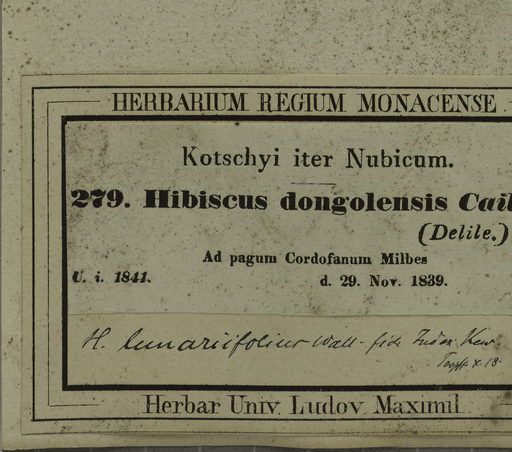 HERBARIUM REGIUM MONACENSE.
Kotschyi iter Nubicum.
279. Hibiscus dongolensis Cail
(Delile.)
Ad pagum Cordofanum Milbes
U. i. 1841. d. 29. Nov. 1839.
H. lunariifolius Wall. fide Index Kew.
Herbar Univ. Ludov. Maximil